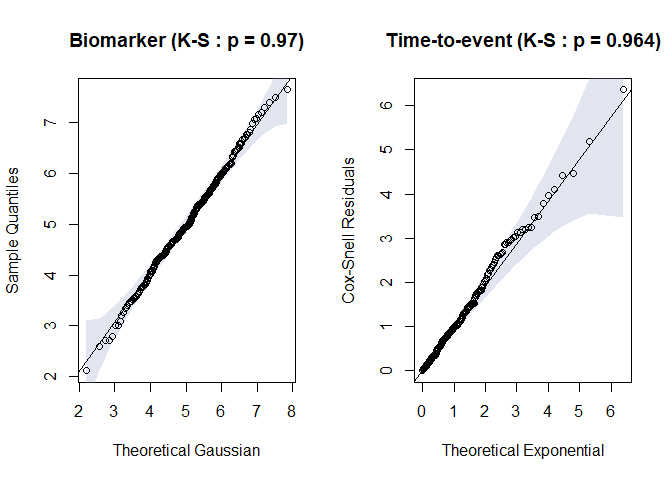 Biomarker (K-S : p = 0.97)
Sample Quantiles
7
6
5
4
3
2
2 3 4 5 6 7 8
Theoretical Gaussian
Time-to-event (K-S : p = 0.964)
Cox-Snell Residuals
6
5
4
3
2
1
0
0 1 2 3 4 5 6
Theoretical Exponential